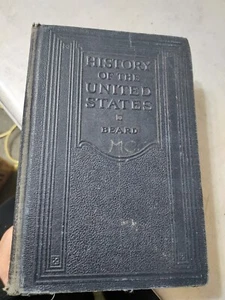 HISTORY
OF THE
UNITED
STATES
BEARD
MC